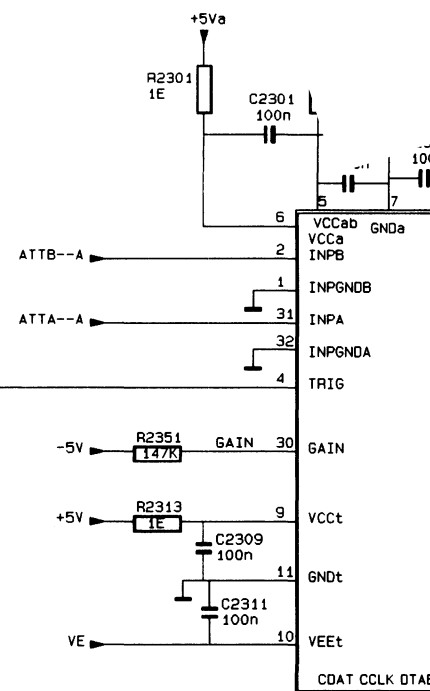 +5Va
R2301
1E
C2301
100n
100
5
7
6
VCCab
GNDa
VCCa
ATTB--A
2
INPB
1
INPGNDB
ATTA--A
31
INPA
32
INPGNDA
4
TRIG
-5V
R2351
147K
GAIN
30
GAIN
+5V
R2313
1E
9
VCCt
C2309
100n
11
GNDt
C2311
100n
VE
10
VEEt
CDAT CCLK DTAE